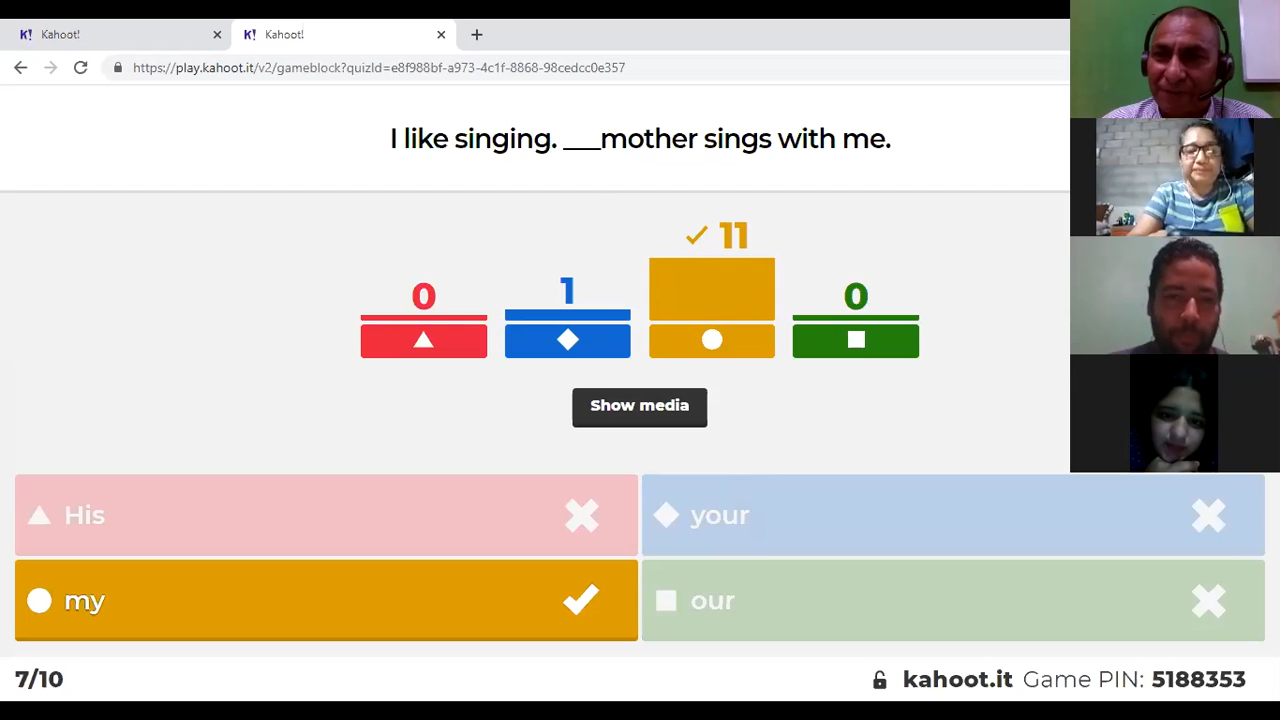 K! Kahoot!
K! Kahoot!
https://play.kahoot.it/v2/gameblock?quizId=e8f988bf-a973-4c1f-8868-98cedcc0e357
I like singing. ___mother sings with me.
0
1
11
0
Show media
His
your
my
our
7/10
kahoot.it Game PIN: 5188353